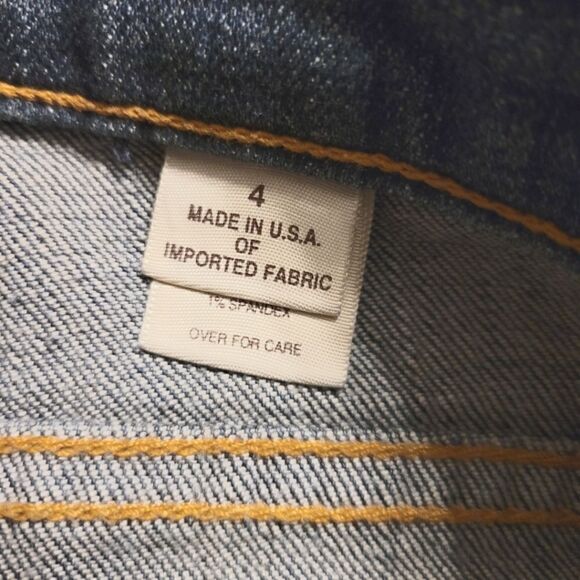 4
MADE IN U.S.A.
OF
IMPORTED FABRIC
1% SPANDEX
OVER FOR CARE